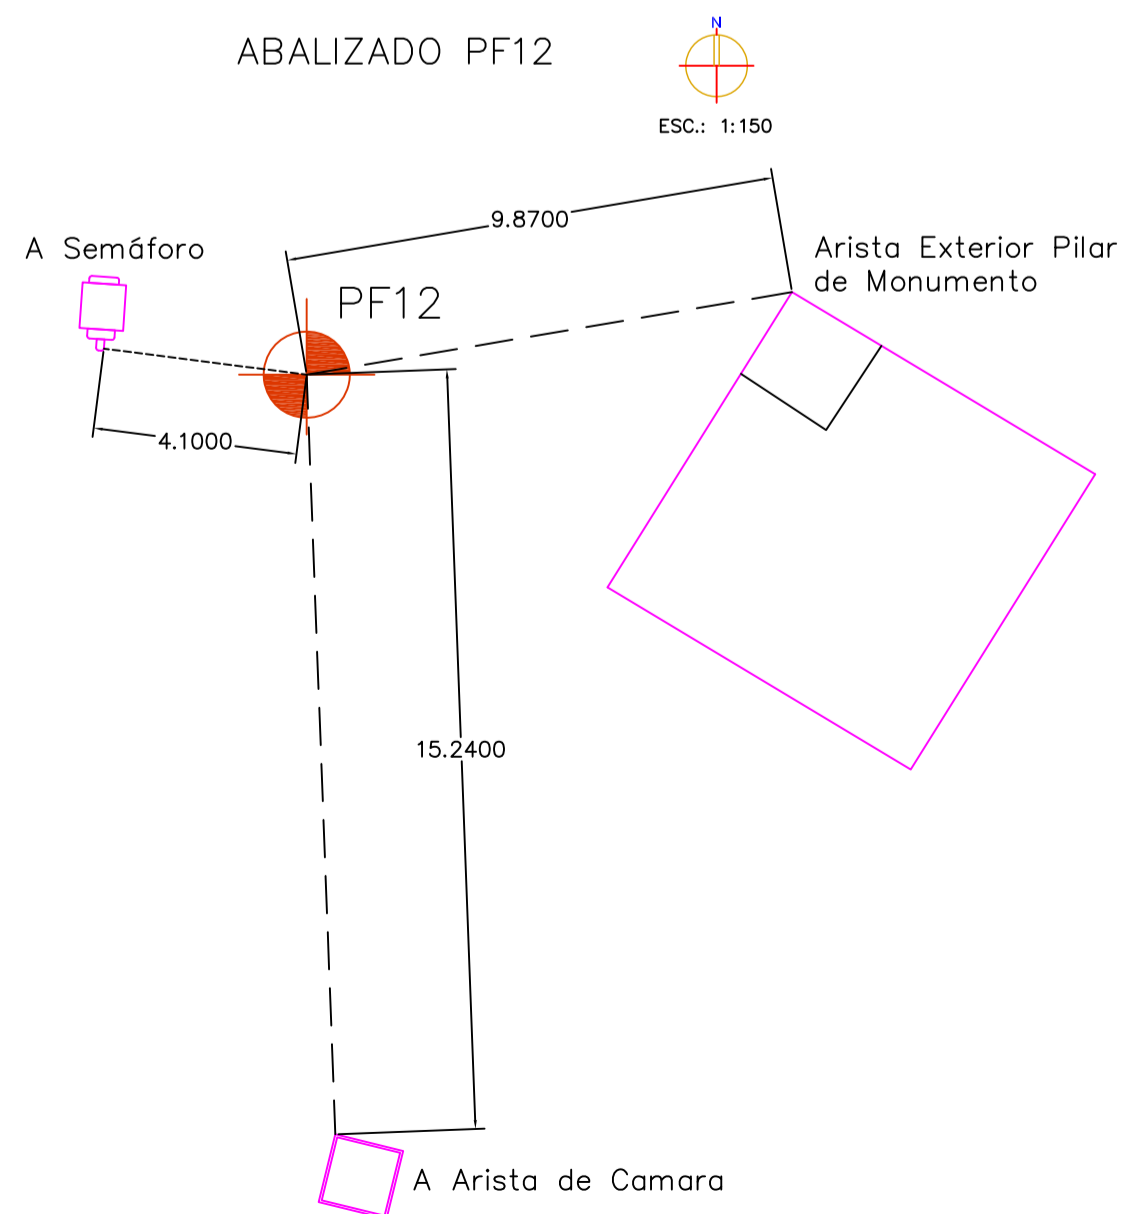 ABALIZADO PF12
N
ESC.: 1:150
9.8700
A Semáforo
Arista Exterior Pilar
de Monumento
PF12
4.1000
15.2400
A Arista de Camara